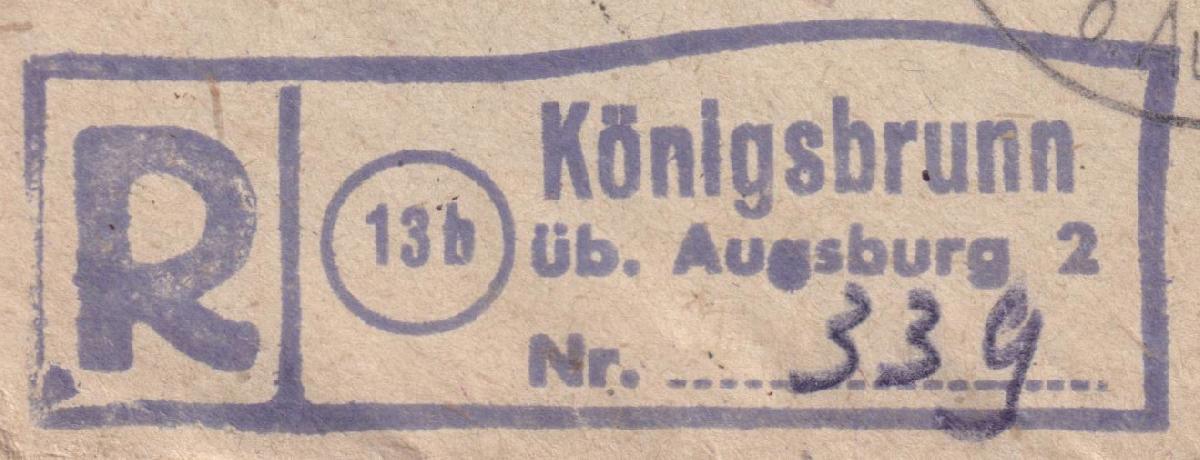 R
13b
Königsbrunn
üb. Augsburg 2
Nr. 339